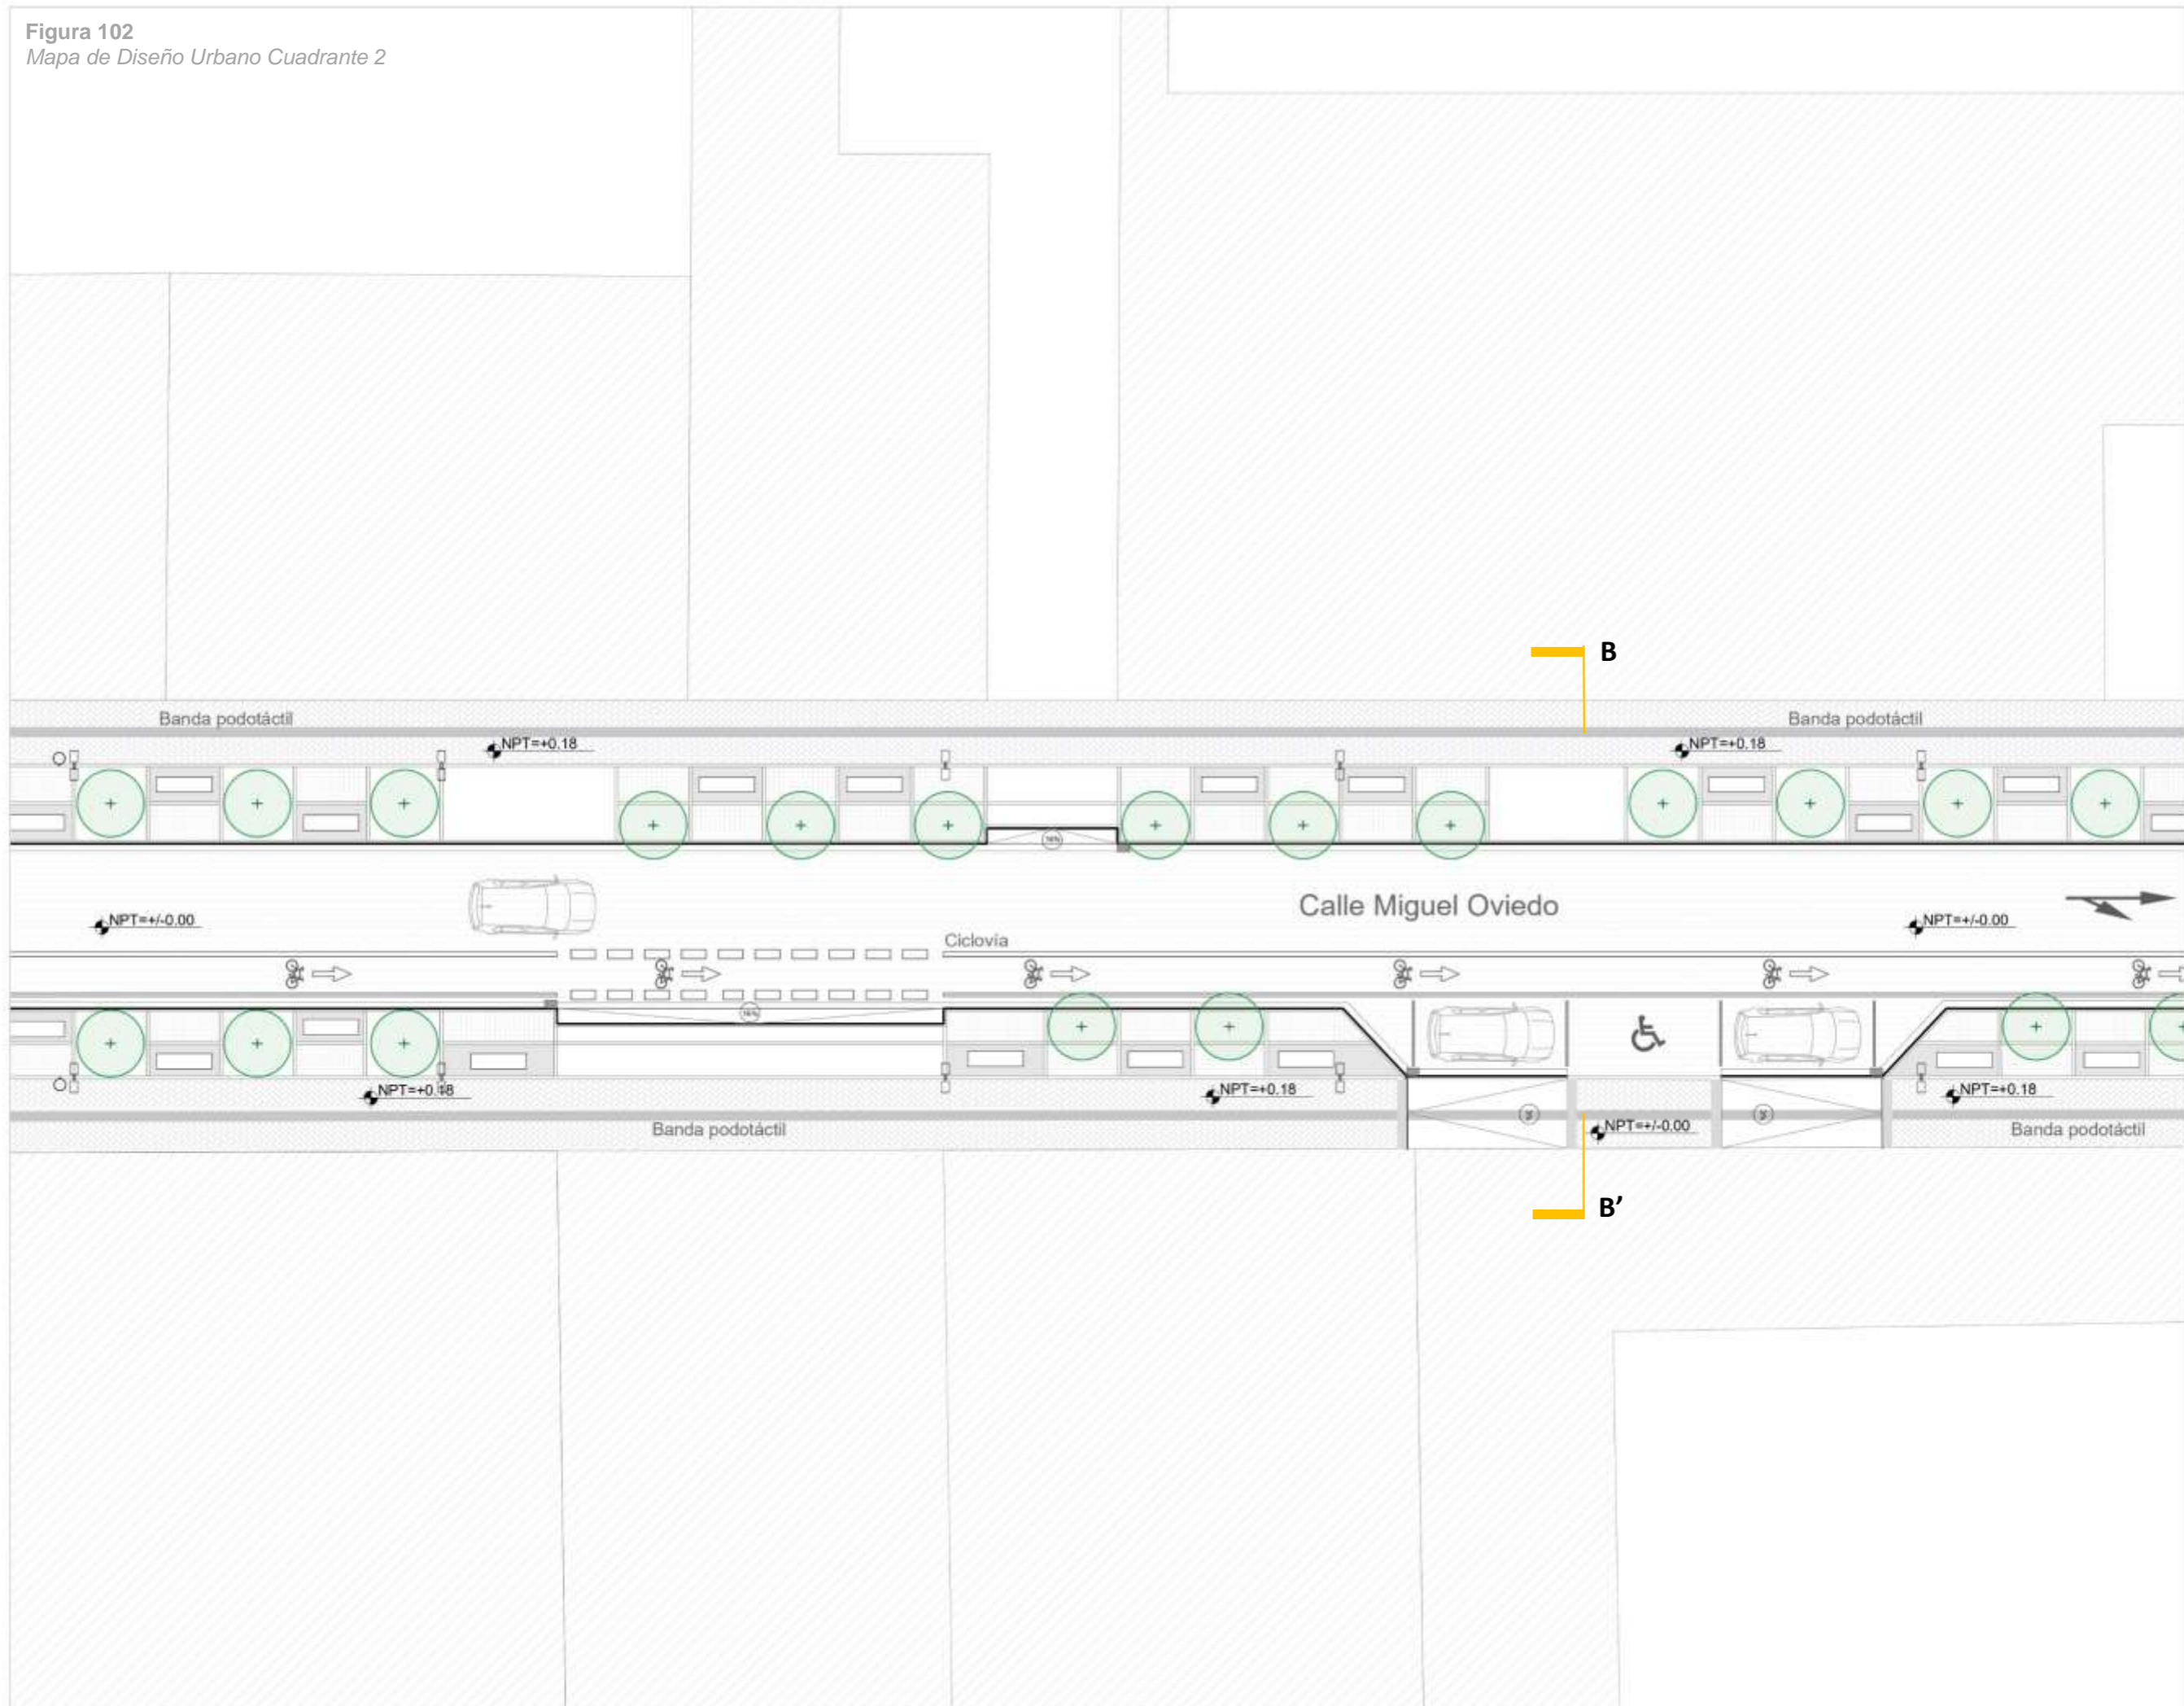 Figura 102
Mapa de Diseño Urbano Cuadrante 2
B
Banda podotáctil
Banda podotáctil
NPT=+0.18
NPT=+0.18
Calle Miguel Oviedo
NPT=+/-0.00
NPT=+/-0.00
Ciclovía
NPT=+0.18
NPT=+0.18
NPT=+0.18
NPT=+/-0.00
Banda podotáctil
Banda podotáctil
B’